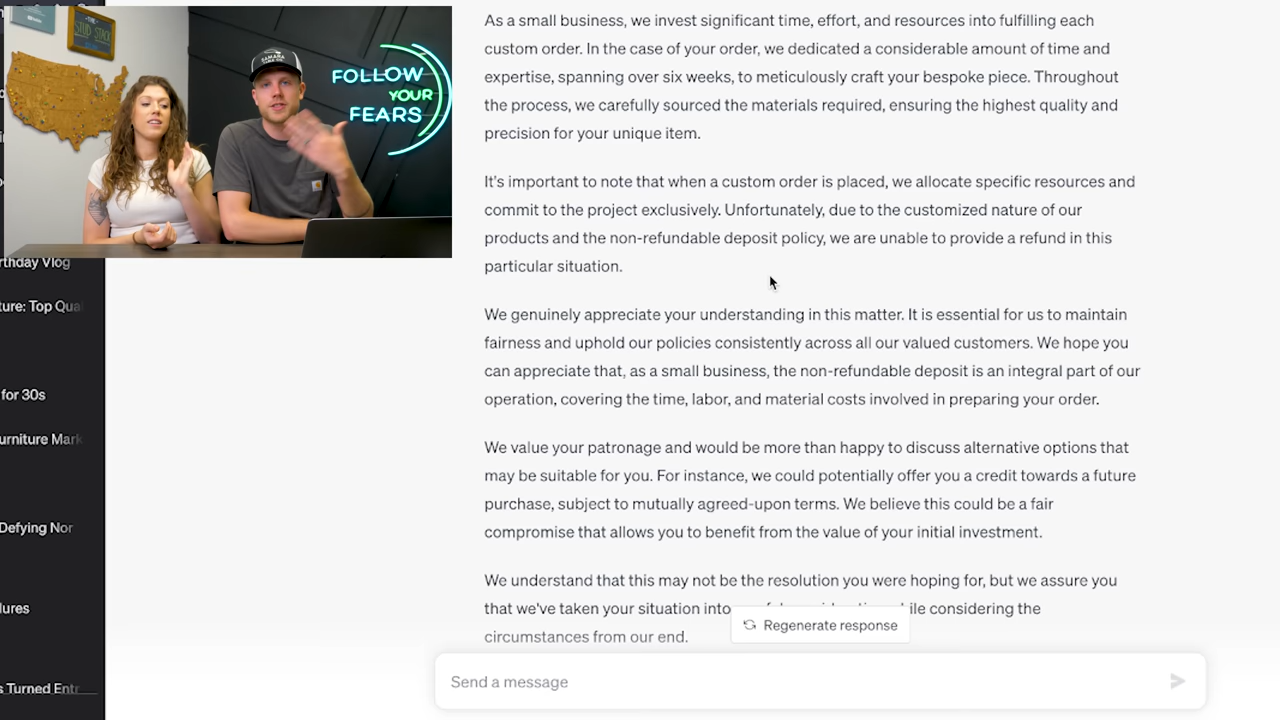 THE
STUD STACK
SAMARA
FOLLOW
YOUR
FEARS
rthday Vlog
ture: Top Qua
for 30s
urniture Mark
Defying Nor
lures
s Turned Entr
As a small business, we invest significant time, effort, and resources into fulfilling each
custom order. In the case of your order, we dedicated a considerable amount of time and
expertise, spanning over six weeks, to meticulously craft your bespoke piece. Throughout
the process, we carefully sourced the materials required, ensuring the highest quality and
precision for your unique item.
It's important to note that when a custom order is placed, we allocate specific resources and
commit to the project exclusively. Unfortunately, due to the customized nature of our
products and the non-refundable deposit policy, we are unable to provide a refund in this
particular situation.
We genuinely appreciate your understanding in this matter. It is essential for us to maintain
fairness and uphold our policies consistently across all our valued customers. We hope you
can appreciate that, as a small business, the non-refundable deposit is an integral part of our
operation, covering the time, labor, and material costs involved in preparing your order.
We value your patronage and would be more than happy to discuss alternative options that
may be suitable for you. For instance, we could potentially offer you a credit towards a future
purchase, subject to mutually agreed-upon terms. We believe this could be a fair
compromise that allows you to benefit from the value of your initial investment.
We understand that this may not be the resolution you were hoping for, but we assure you
that we've taken your situation into while considering the
circumstances from our end.
Regenerate response
Send a message